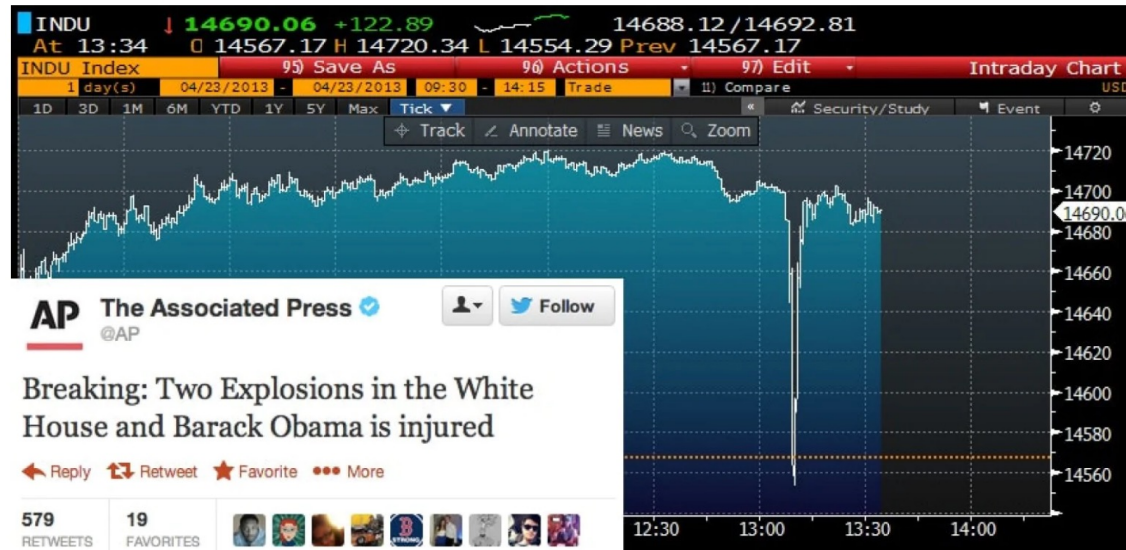 INDU ↓ 14690.06 +122.89 14688.12/14692.81
At 13:34 O 14567.17 H 14720.34 L 14554.29 Prev 14567.17
INDU Index 95) Save As 96) Actions 97) Edit Intraday Chart
1 day(s) 04/23/2013 - 04/23/2013 09:30 - 14:15 Trade 11) Compare USD
1D 3D 1M 6M YTD 1Y 5Y Max Tick ▼ « Security/Study Event
Track Annotate News Zoom
14720
14700
14690.0
14680
14660
14640
14620
14600
14580
14560
12:30 13:00 13:30 14:00
AP The Associated Press
@AP
Follow
Breaking: Two Explosions in the White
House and Barack Obama is injured
Reply Retweet Favorite More
579 19
RETWEETS FAVORITES
B
STRONG